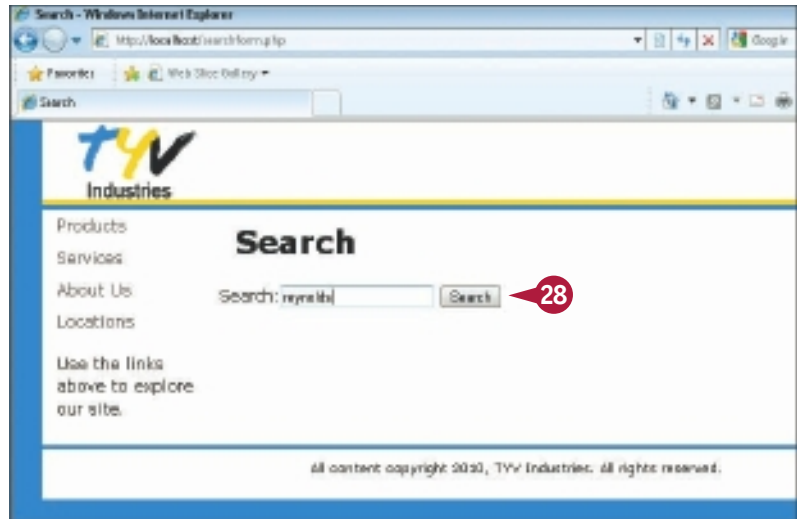 Search - Windows Internet Explorer
http://localhost/searchform.php
Google
Favorites Web Slice Gallery
Search
TYV
Industries
Products
Services
About Us
Locations
Use the links
above to explore
our site.
Search
Search: reynolds Search 28
All content copyright 2010, TYV Industries. All rights reserved.